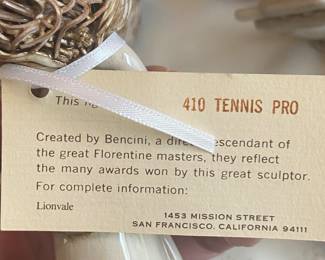 This
410 TENNIS PRO
Created by Bencini, a direct descendant of
the great Florentine masters, they reflect
the many awards won by this great sculptor.
For complete information:
Lionvale
1453 MISSION STREET
SAN FRANCISCO, CALIFORNIA 94111